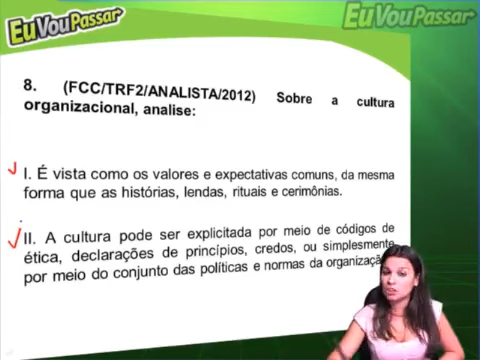 EuVouPassar
EuVouPassar
8. (FCC/TRF2/ANALISTA/2012) Sobre a cultura
organizacional, analise:
I. É vista como os valores e expectativas comuns, da mesma
forma que as histórias, lendas, rituais e cerimônias.
II. A cultura pode ser explicitada por meio de códigos de
ética, declarações de princípios, credos, ou simplesmente
por meio do conjunto das políticas e normas da